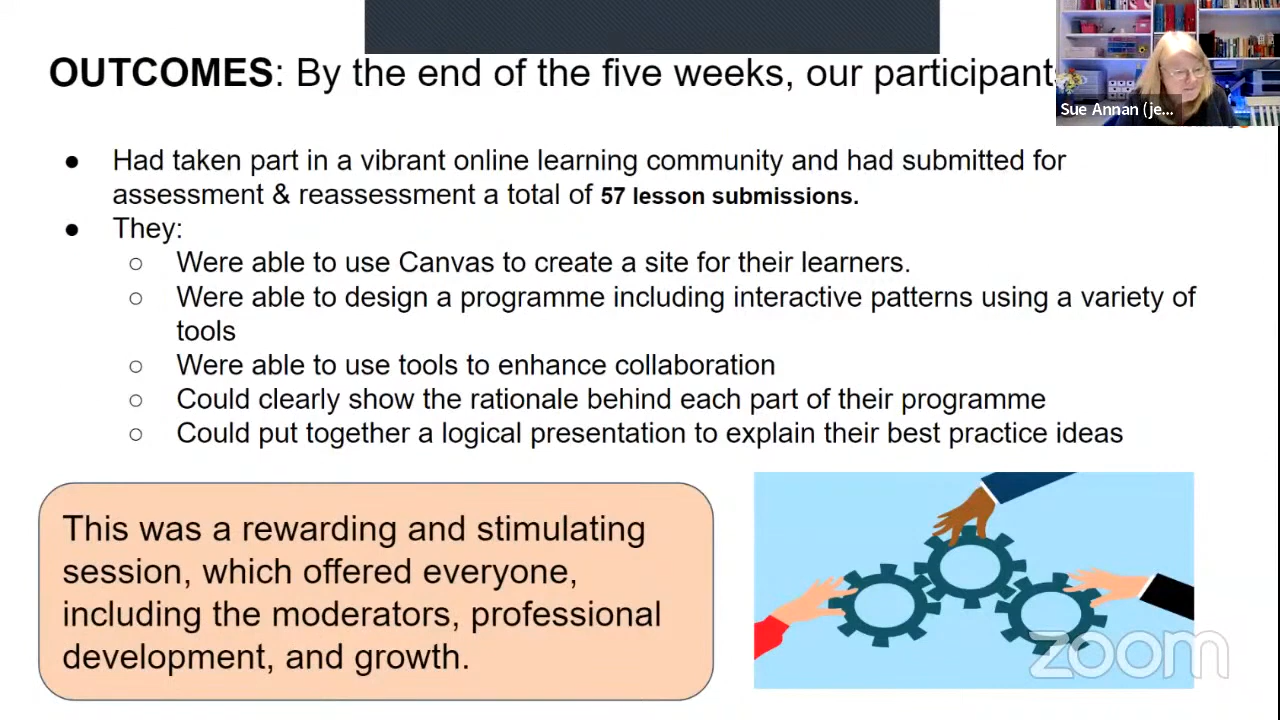 OUTCOMES: By the end of the five weeks, our participant
Sue Annan (je...
● Had taken part in a vibrant online learning community and had submitted for
assessment & reassessment a total of 57 lesson submissions.
● They:
○ Were able to use Canvas to create a site for their learners.
○ Were able to design a programme including interactive patterns using a variety of
tools
○ Were able to use tools to enhance collaboration
○ Could clearly show the rationale behind each part of their programme
○ Could put together a logical presentation to explain their best practice ideas
This was a rewarding and stimulating
session, which offered everyone,
including the moderators, professional
development, and growth.
zoom